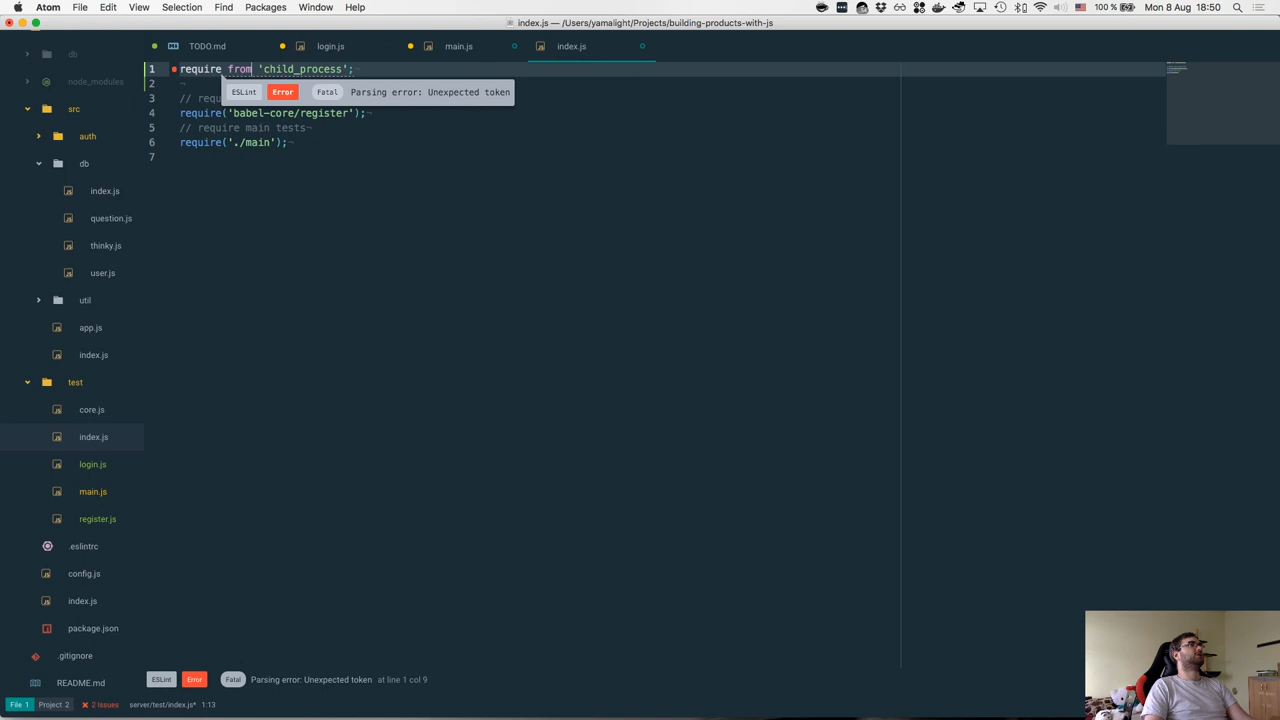 Atom File Edit View Selection Find Packages Window Help 100 % Mon 8 Aug 18:50
index.js — /Users/yamalight/Projects/building-products-with-js
db
node_modules
src
auth
db
index.js
question.js
thinky.js
user.js
util
app.js
index.js
test
core.js
index.js
login.js
main.js
register.js
.eslintrc
config.js
index.js
package.json
.gitignore
README.md
TODO.md login.js main.js index.js
1 require from 'child_process';
2
ESLint Error Fatal Parsing error: Unexpected token
3 // requ
4 require('babel-core/register');
5 // require main tests
6 require('./main');
7
ESLint Error Fatal Parsing error: Unexpected token at line 1 col 9
File 1 Project 2 2 Issues server/test/index.js* 1:13